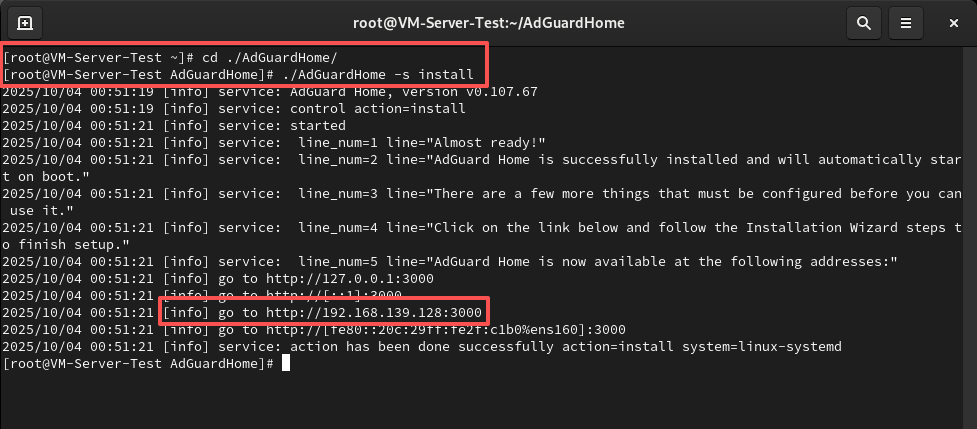 root@VM-Server-Test:~/AdGuardHome
[root@VM-Server-Test ~]# cd ./AdGuardHome/
[root@VM-Server-Test AdGuardHome]# ./AdGuardHome -s install
2025/10/04 00:51:19 [info] service: AdGuard Home, version v0.107.67
2025/10/04 00:51:19 [info] service: control action=install
2025/10/04 00:51:21 [info] service: started
2025/10/04 00:51:21 [info] service:  line_num=1 line="Almost ready!"
2025/10/04 00:51:21 [info] service:  line_num=2 line="AdGuard Home is successfully installed and will automatically star
t on boot."
2025/10/04 00:51:21 [info] service:  line_num=3 line="There are a few more things that must be configured before you can
 use it."
2025/10/04 00:51:21 [info] service:  line_num=4 line="Click on the link below and follow the Installation Wizard steps t
o finish setup."
2025/10/04 00:51:21 [info] service:  line_num=5 line="AdGuard Home is now available at the following addresses:"
2025/10/04 00:51:21 [info] go to http://127.0.0.1:3000
2025/10/04 00:51:21 [info] go to http://[::1]:3000
2025/10/04 00:51:21 [info] go to http://192.168.139.128:3000
2025/10/04 00:51:21 [info] go to http://[fe80::20c:29ff:fe2f:c1b0%ens160]:3000
2025/10/04 00:51:21 [info] service: action has been done successfully action=install system=linux-systemd
[root@VM-Server-Test AdGuardHome]#